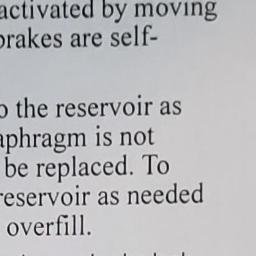 activated by moving
brakes are self-
o the reservoir as
aphragm is not
be replaced. To
reservoir as needed
overfill.